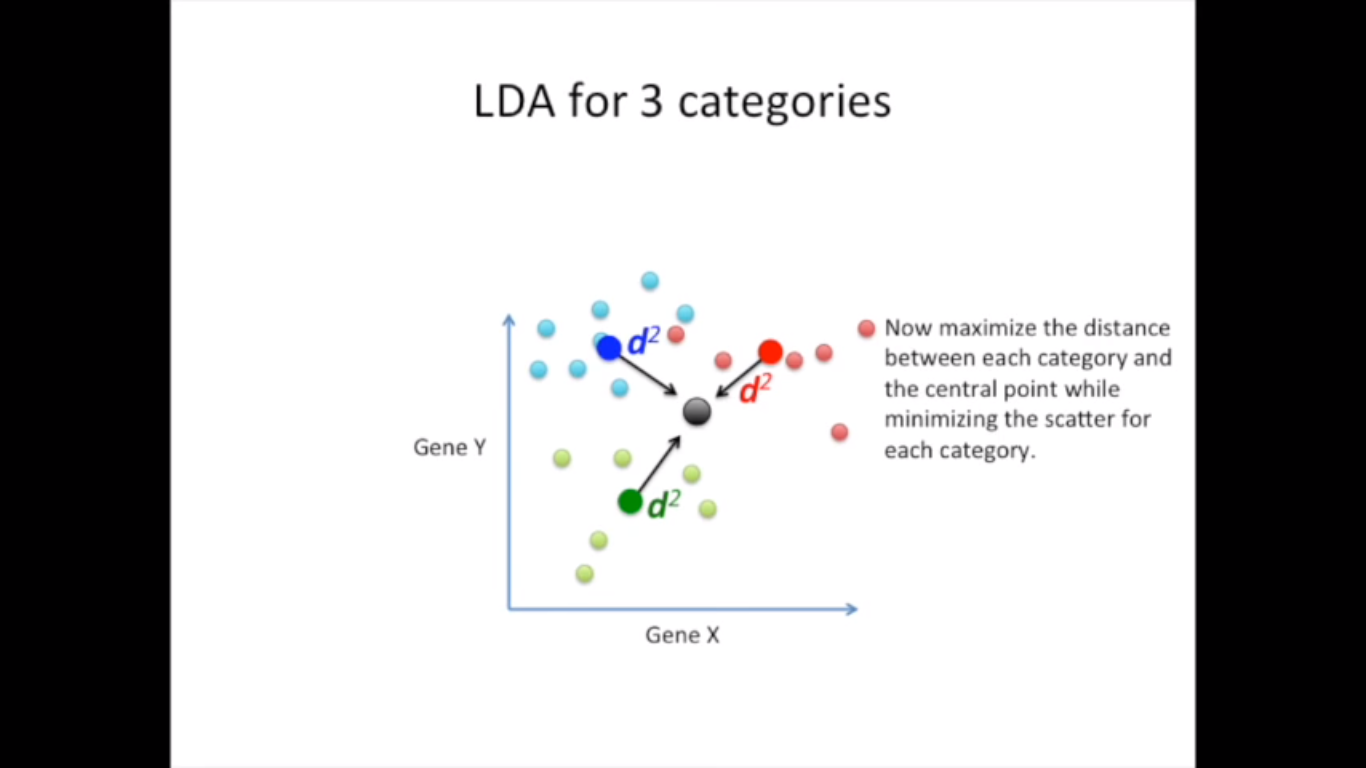 LDA for 3 categories
d²
d²
d²
Now maximize the distance
between each category and
the central point while
minimizing the scatter for
each category.
Gene Y
Gene X